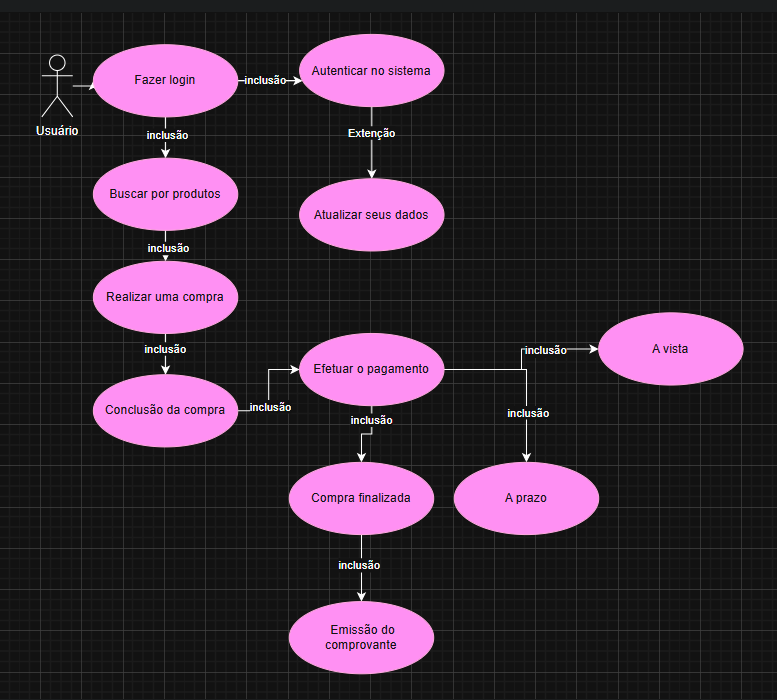 Fazer login
inclusão
Autenticar no sistema
Usuário
inclusão
Extenção
Buscar por produtos
Atualizar seus dados
inclusão
Realizar uma compra
inclusão
Efetuar o pagamento
inclusão
A vista
Conclusão da compra
inclusão
inclusão
inclusão
Compra finalizada
A prazo
inclusão
Emissão do
comprovante